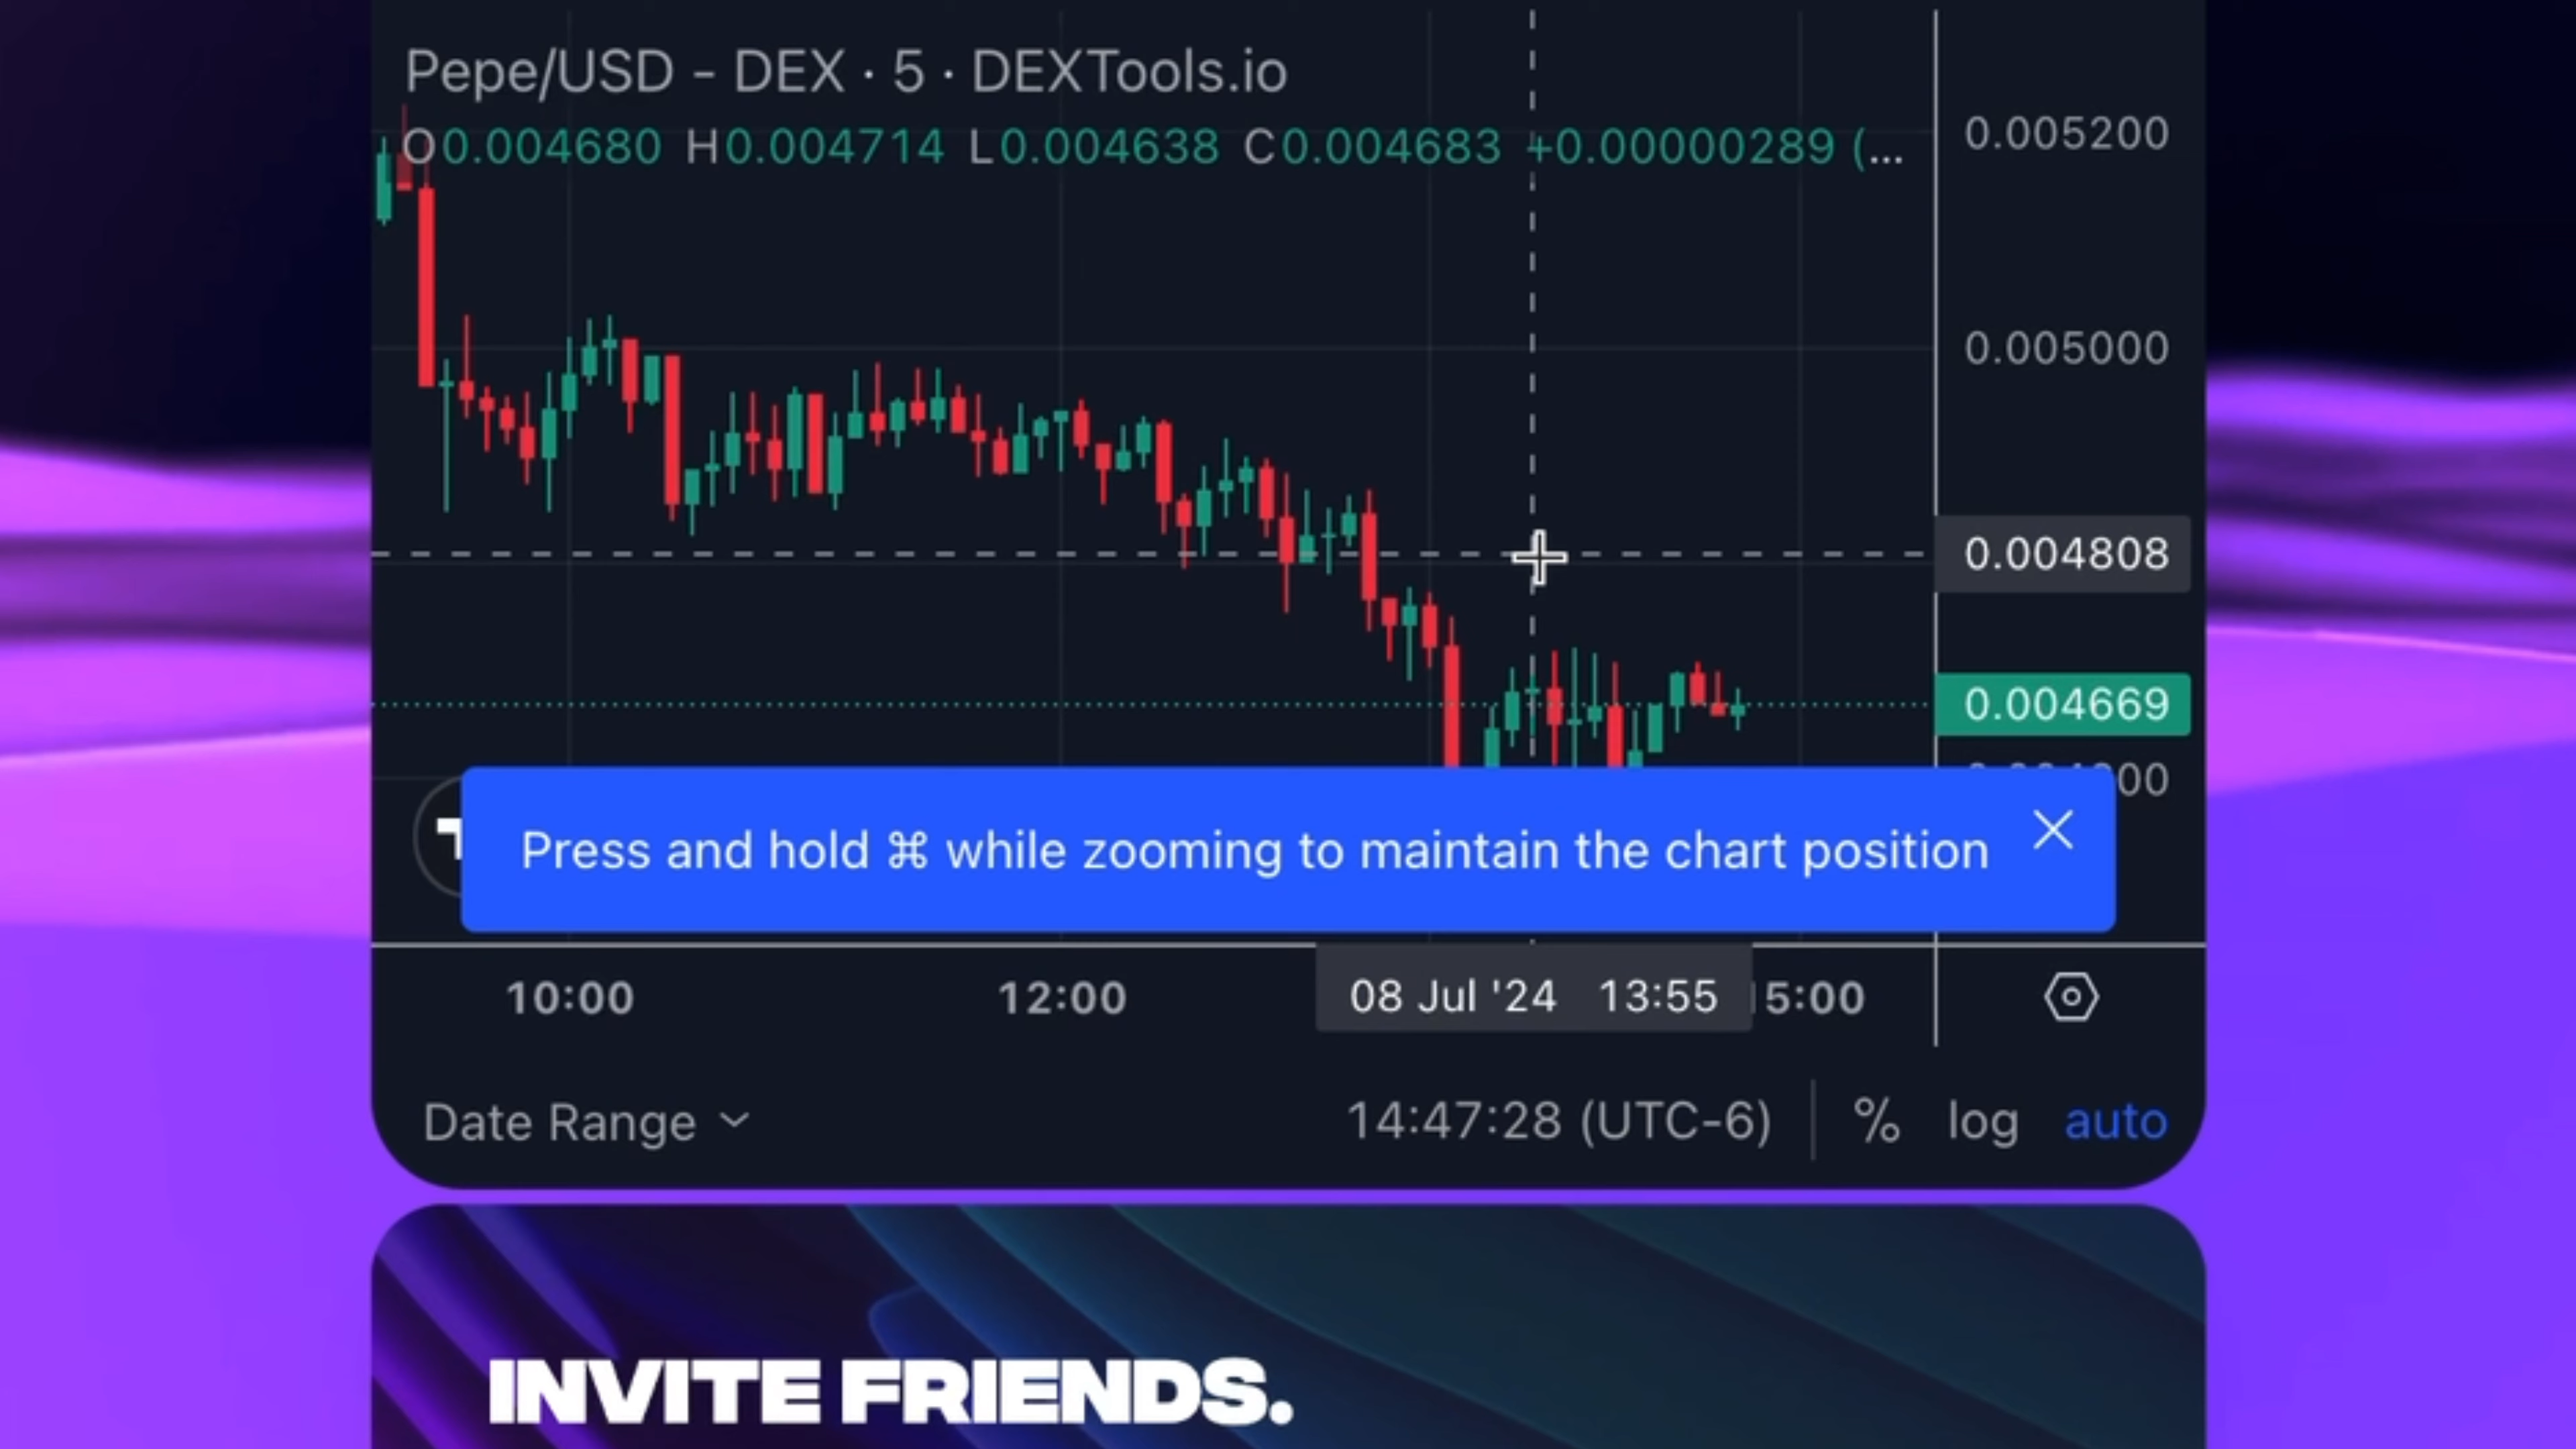 Pepe/USD - DEX · 5 · DEXTools.io
O0.004680 H0.004714 L0.004638 C0.004683 +0.00000289 (...
0.005200
0.005000
0.004808
0.004669
00
Press and hold ⌘ while zooming to maintain the chart position
10:00 12:00 08 Jul '24 13:55 5:00
Date Range 14:47:28 (UTC-6) % log auto
INVITE FRIENDS.